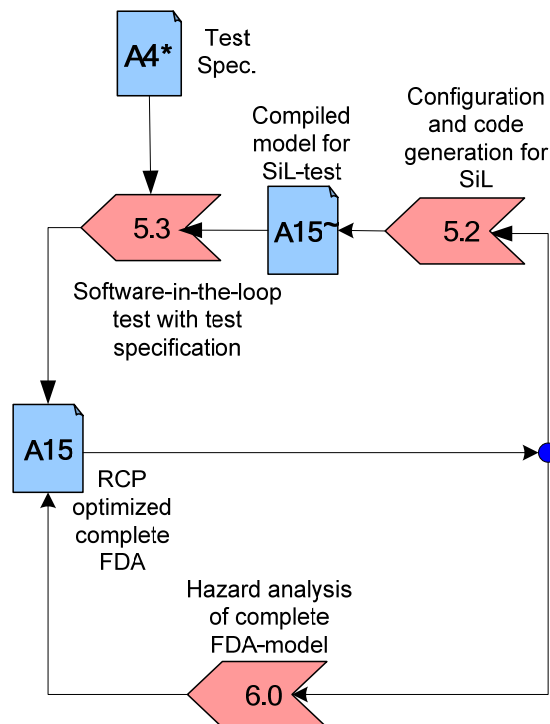 A4*
Test
Spec.
Compiled
model for
SiL-test
Configuration
and code
generation for
SiL
5.3
A15~
5.2
Software-in-the-loop
test with test
specification
A15
RCP
optimized
complete
FDA
Hazard analysis
of complete
FDA-model
6.0